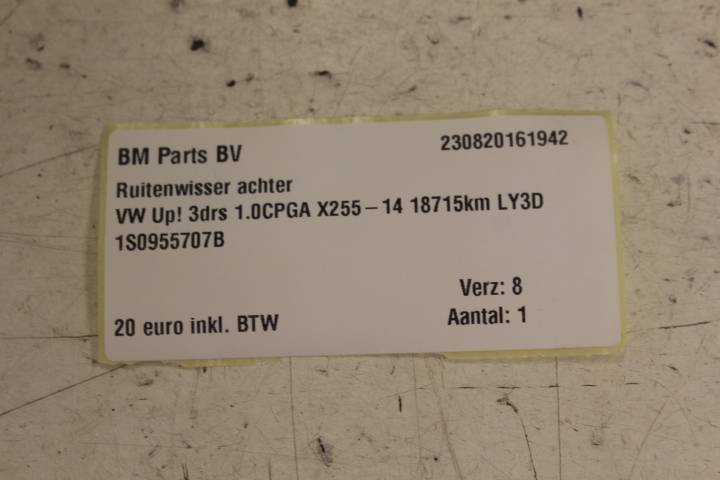 BM Parts BV 230820161942
Ruitenwisser achter
VW Up! 3drs 1.0CPGA X255-14 18715km LY3D
1S0955707B
Verz: 8
20 euro inkl. BTW Aantal: 1